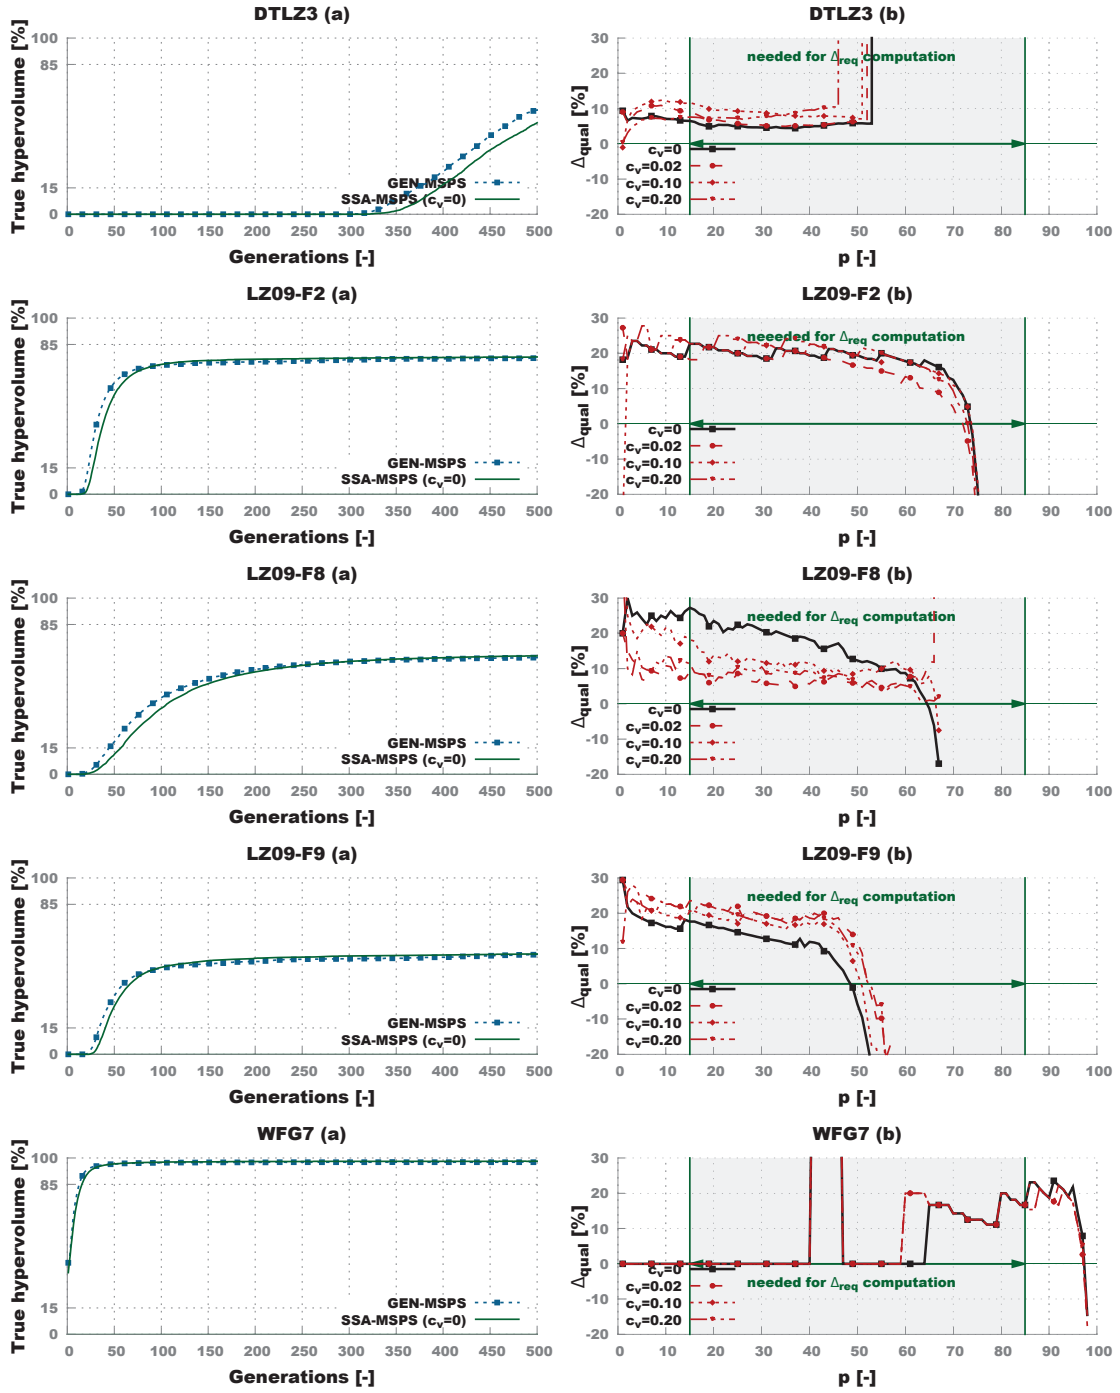 DTLZ3 (a)
True hypervolume [%]
100
85
15
0
GEN-MSPS
SSA-MSPS (cv=0)
0 50 100 150 200 250 300 350 400 450 500
Generations [-]
DTLZ3 (b)
Δqual [%]
30
20
10
0
-10
-20
needed for Δreq computation
cv=0
cv=0.02
cv=0.10
cv=0.20
0 10 20 30 40 50 60 70 80 90 100
p [-]
LZ09-F2 (a)
True hypervolume [%]
100
85
15
0
GEN-MSPS
SSA-MSPS (cv=0)
0 50 100 150 200 250 300 350 400 450 500
Generations [-]
LZ09-F2 (b)
Δqual [%]
30
20
10
0
-10
-20
neeeded for Δreq computation
cv=0
cv=0.02
cv=0.10
cv=0.20
0 10 20 30 40 50 60 70 80 90 100
p [-]
LZ09-F8 (a)
True hypervolume [%]
100
85
15
0
GEN-MSPS
SSA-MSPS (cv=0)
0 50 100 150 200 250 300 350 400 450 500
Generations [-]
LZ09-F8 (b)
Δqual [%]
30
20
10
0
-10
-20
needed for Δreq computation
cv=0
cv=0.02
cv=0.10
cv=0.20
0 10 20 30 40 50 60 70 80 90 100
p [-]
LZ09-F9 (a)
True hypervolume [%]
100
85
15
0
GEN-MSPS
SSA-MSPS (cv=0)
0 50 100 150 200 250 300 350 400 450 500
Generations [-]
LZ09-F9 (b)
Δqual [%]
30
20
10
0
-10
-20
needed for Δreq computation
cv=0
cv=0.02
cv=0.10
cv=0.20
0 10 20 30 40 50 60 70 80 90 100
p [-]
WFG7 (a)
True hypervolume [%]
100
85
15
0
GEN-MSPS
SSA-MSPS (cv=0)
0 50 100 150 200 250 300 350 400 450 500
Generations [-]
WFG7 (b)
Δqual [%]
30
20
10
0
-10
-20
cv=0
cv=0.02
cv=0.10
cv=0.20
needed for Δreq computation
0 10 20 30 40 50 60 70 80 90 100
p [-]